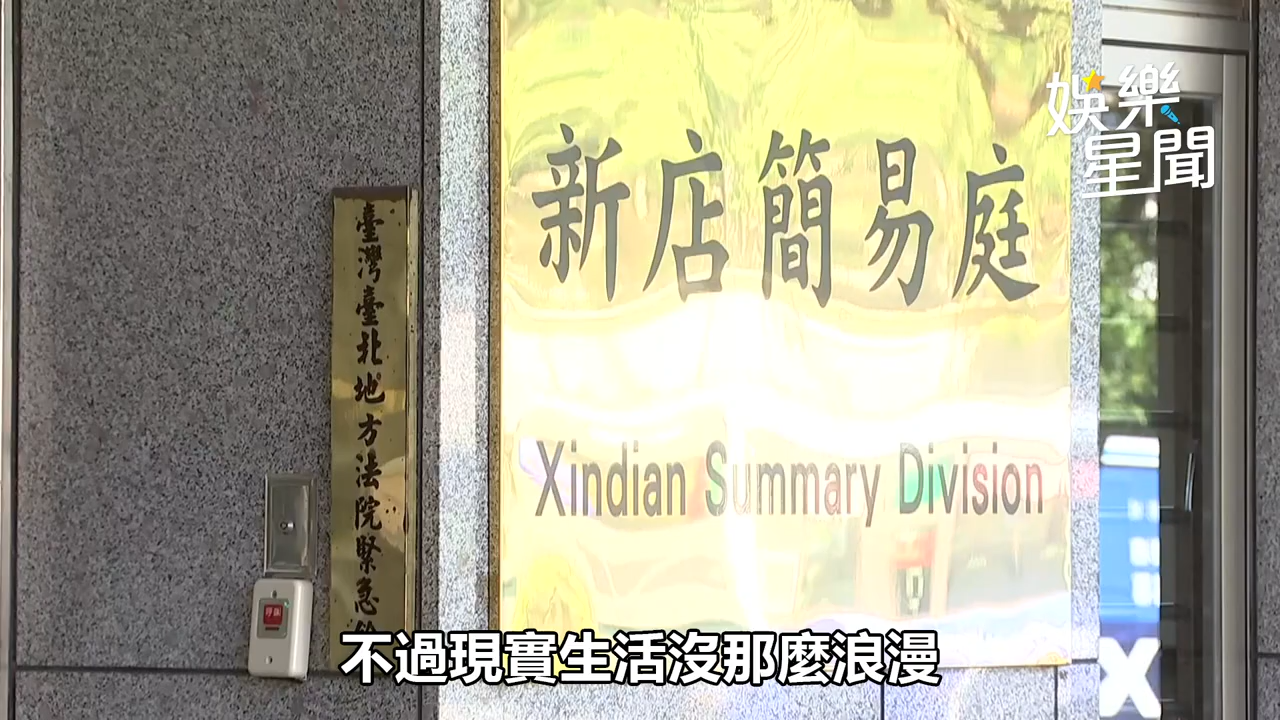 娛樂
星聞
新店簡易庭
Xindian Summary Division
臺灣臺北地方法院緊急鈴
不過現實生活沒那麼浪漫
X